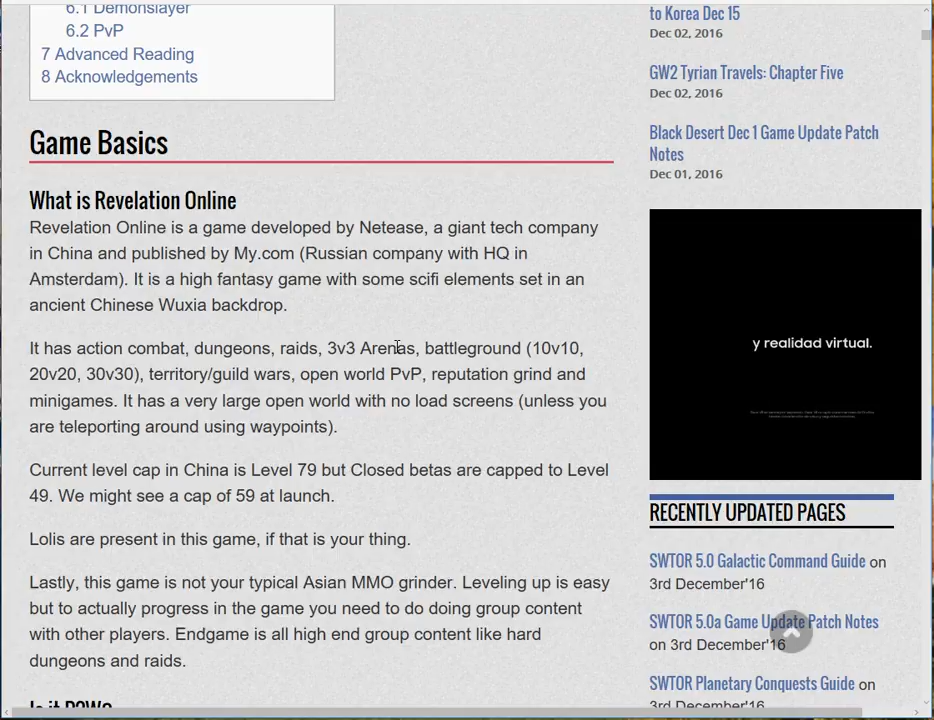 6.1 Demonslayer
6.2 PvP
7 Advanced Reading
8 Acknowledgements
Game Basics
What is Revelation Online
Revelation Online is a game developed by Netease, a giant tech company
in China and published by My.com (Russian company with HQ in
Amsterdam). It is a high fantasy game with some scifi elements set in an
ancient Chinese Wuxia backdrop.
It has action combat, dungeons, raids, 3v3 Arenas, battleground (10v10,
20v20, 30v30), territory/guild wars, open world PvP, reputation grind and
minigames. It has a very large open world with no load screens (unless you
are teleporting around using waypoints).
Current level cap in China is Level 79 but Closed betas are capped to Level
49. We might see a cap of 59 at launch.
Lolis are present in this game, if that is your thing.
Lastly, this game is not your typical Asian MMO grinder. Leveling up is easy
but to actually progress in the game you need to do doing group content
with other players. Endgame is all high end group content like hard
dungeons and raids.
Is it P2W?
to Korea Dec 15
Dec 02, 2016
GW2 Tyrian Travels: Chapter Five
Dec 02, 2016
Black Desert Dec 1 Game Update Patch
Notes
Dec 01, 2016
y realidad virtual.
RECENTLY UPDATED PAGES
SWTOR 5.0 Galactic Command Guide on
3rd December'16
SWTOR 5.0a Game Update Patch Notes
on 3rd December'16
SWTOR Planetary Conquests Guide on
3rd December'16